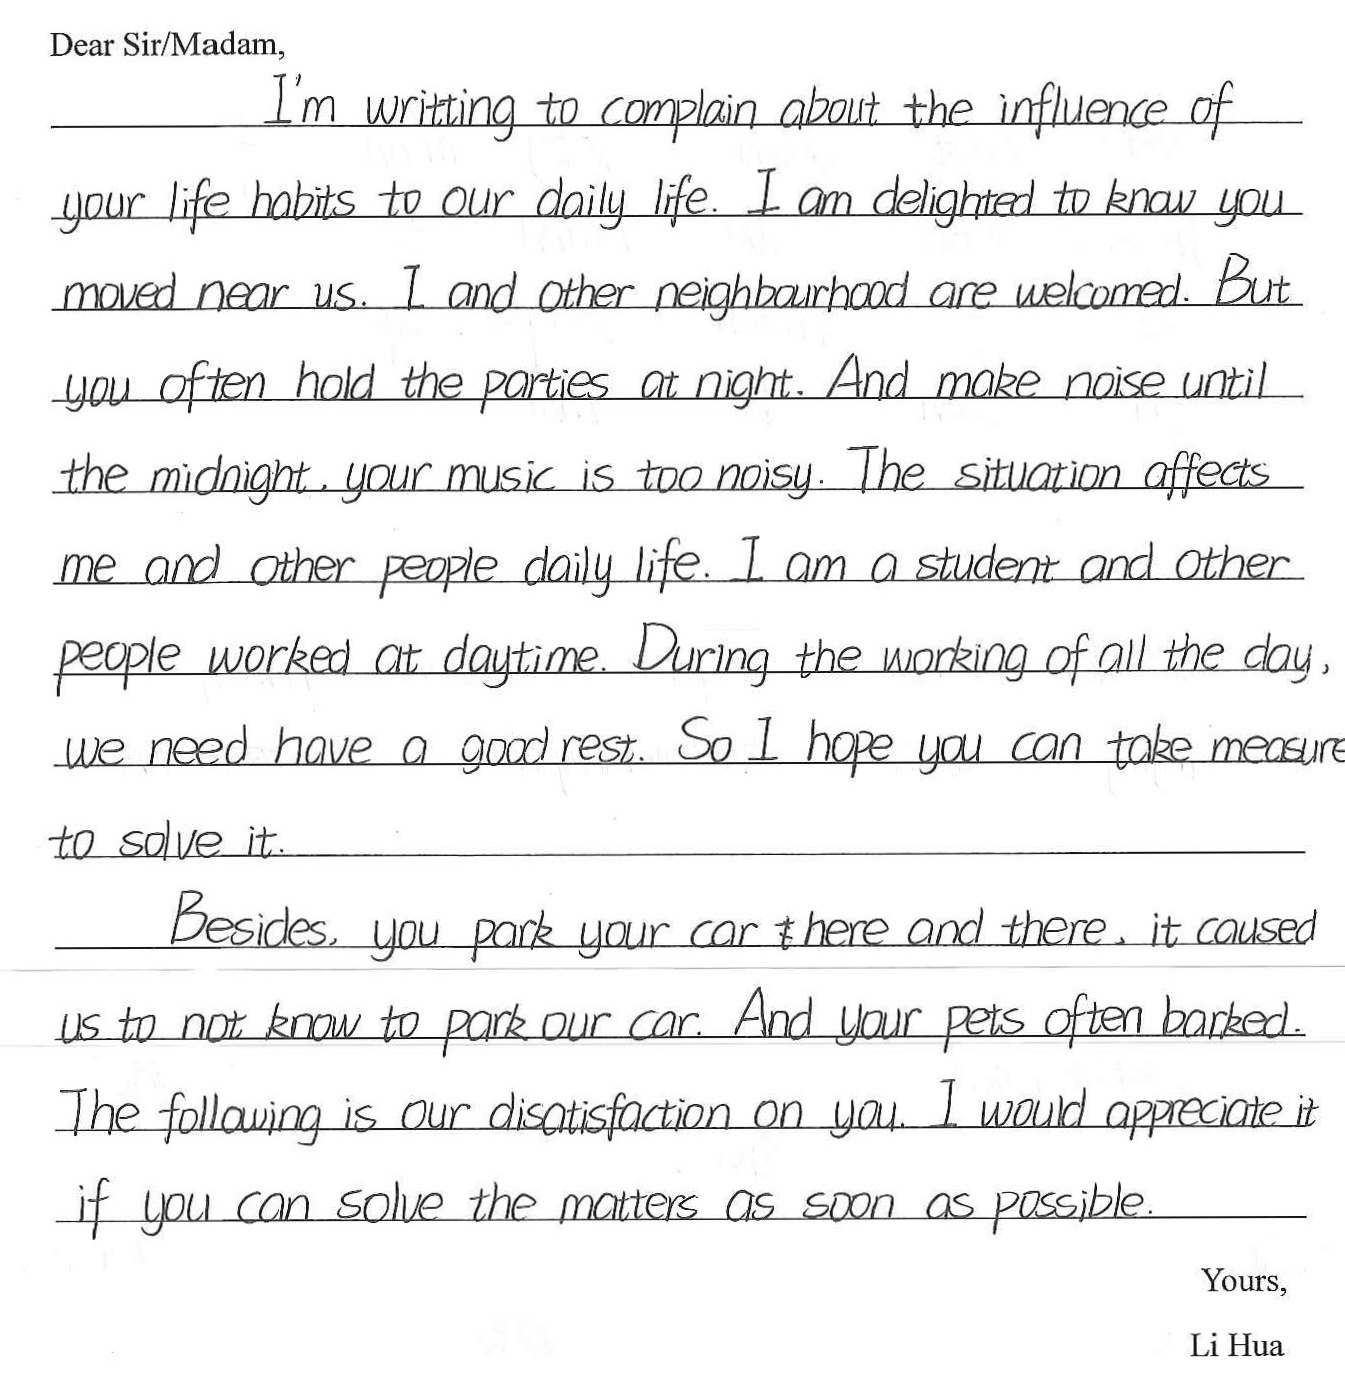 Dear Sir/Madam,
I'm writting to complain about the influence of
your life habits to our daily life. I am delighted to know you
moved near us. I and other neighbourhood are welcomed. But
you often hold the parties at night. And make noise until
the midnight, your music is too noisy. The situation affects
me and other people daily life. I am a student and other
people worked at daytime. During the working of all the day,
we need have a good rest. So I hope you can take measure
to solve it.
Besides, you park your car there and there, it caused
us to not know to park our car. And your pets often barked.
The following is our disatisfaction on you. I would appreciate it
if you can solve the matters as soon as possible.
Yours,
Li Hua